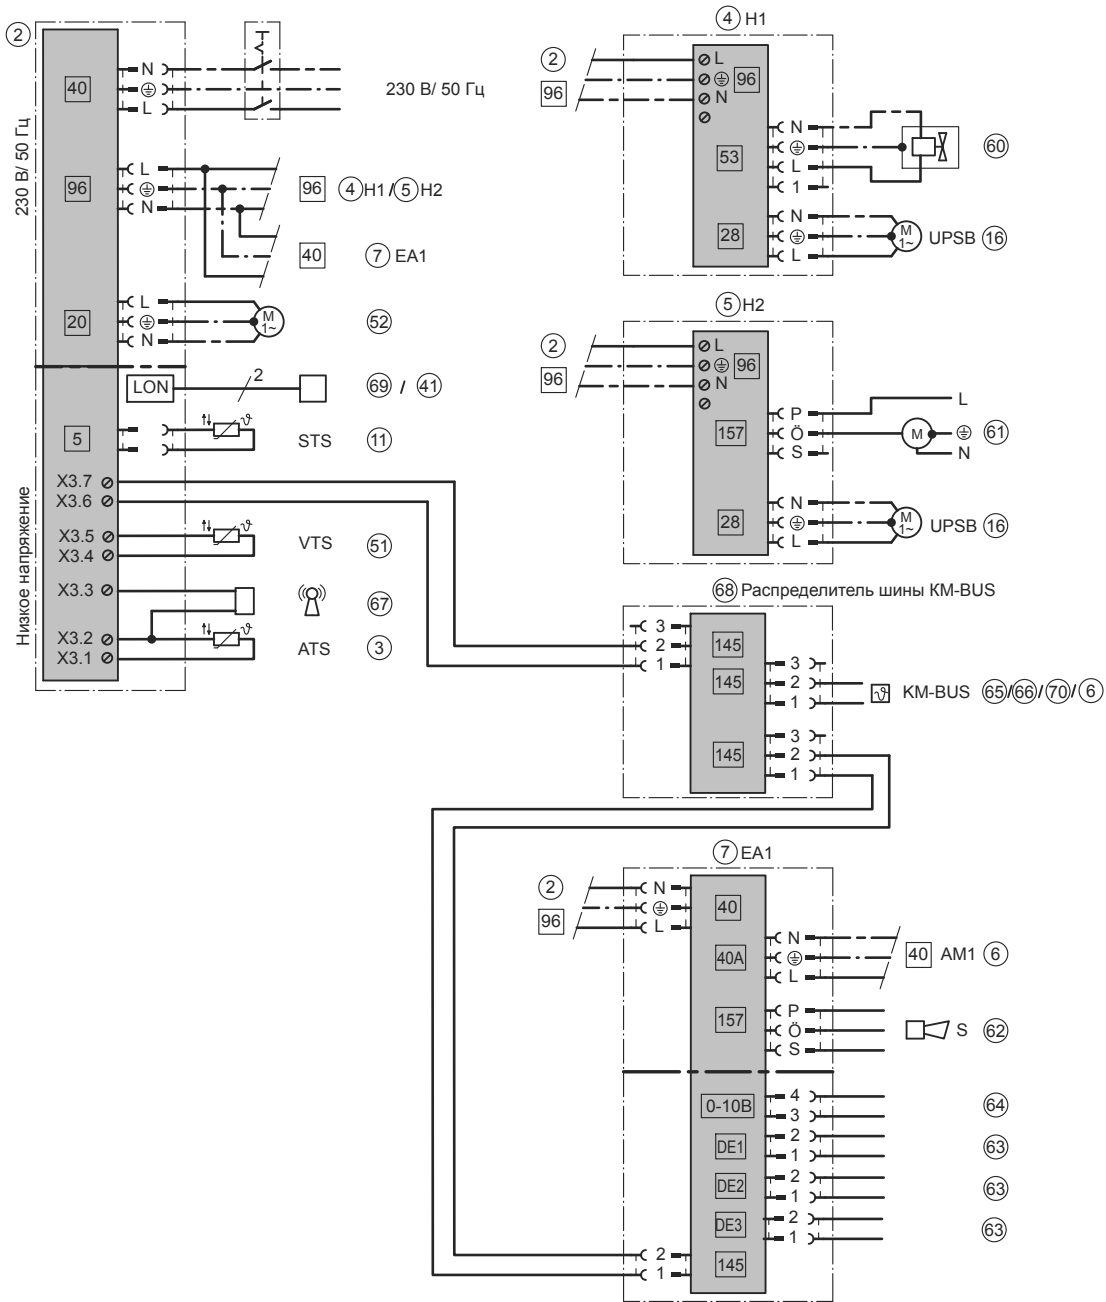 2
230 В/ 50 Гц
40
N
L
230 В/ 50 Гц
96
L
N
96 4 H1/5 H2
40 7 EA1
20
L
N
M
1~
52
LON
2
69 / 41
Низкое напряжение
5
ϑ
STS 11
X3.7
X3.6
X3.5
X3.4
ϑ
VTS 51
X3.3
67
X3.2
X3.1
ϑ
ATS 3
4 H1
2
96
L
N
96
53
N
L
1
60
28
N
L
M
1~
UPSB 16
5 H2
2
96
L
N
96
157
P
Ö
S
M
L
N
61
28
N
L
M
1~
UPSB 16
68 Распределитель шины KM-BUS
3
2
1
145
145
3
2
1
ϑ KM-BUS 65/66/70/6
145
3
2
1
7 EA1
2
96
N
L
40
40A
N
L
40 AM1 6
157
P
Ö
S
S 62
0-10В
4
3
64
DE1
2
1
63
DE2
2
1
63
DE3
2
1
63
2
1
145